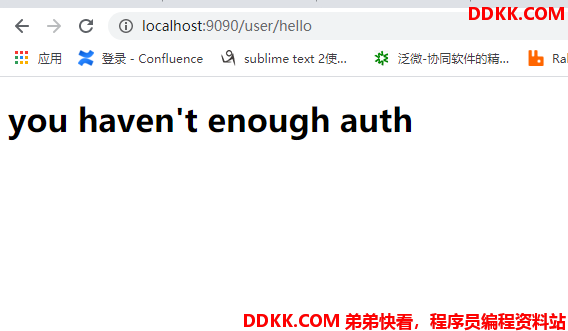 DDKK.COM
localhost:9090/user/hello
应用 登录 - Confluence sublime text 2使... 泛微-协同软件的精... Ral
you haven't enough auth
DDKK.COM 弟弟快看，程序员编程资料站